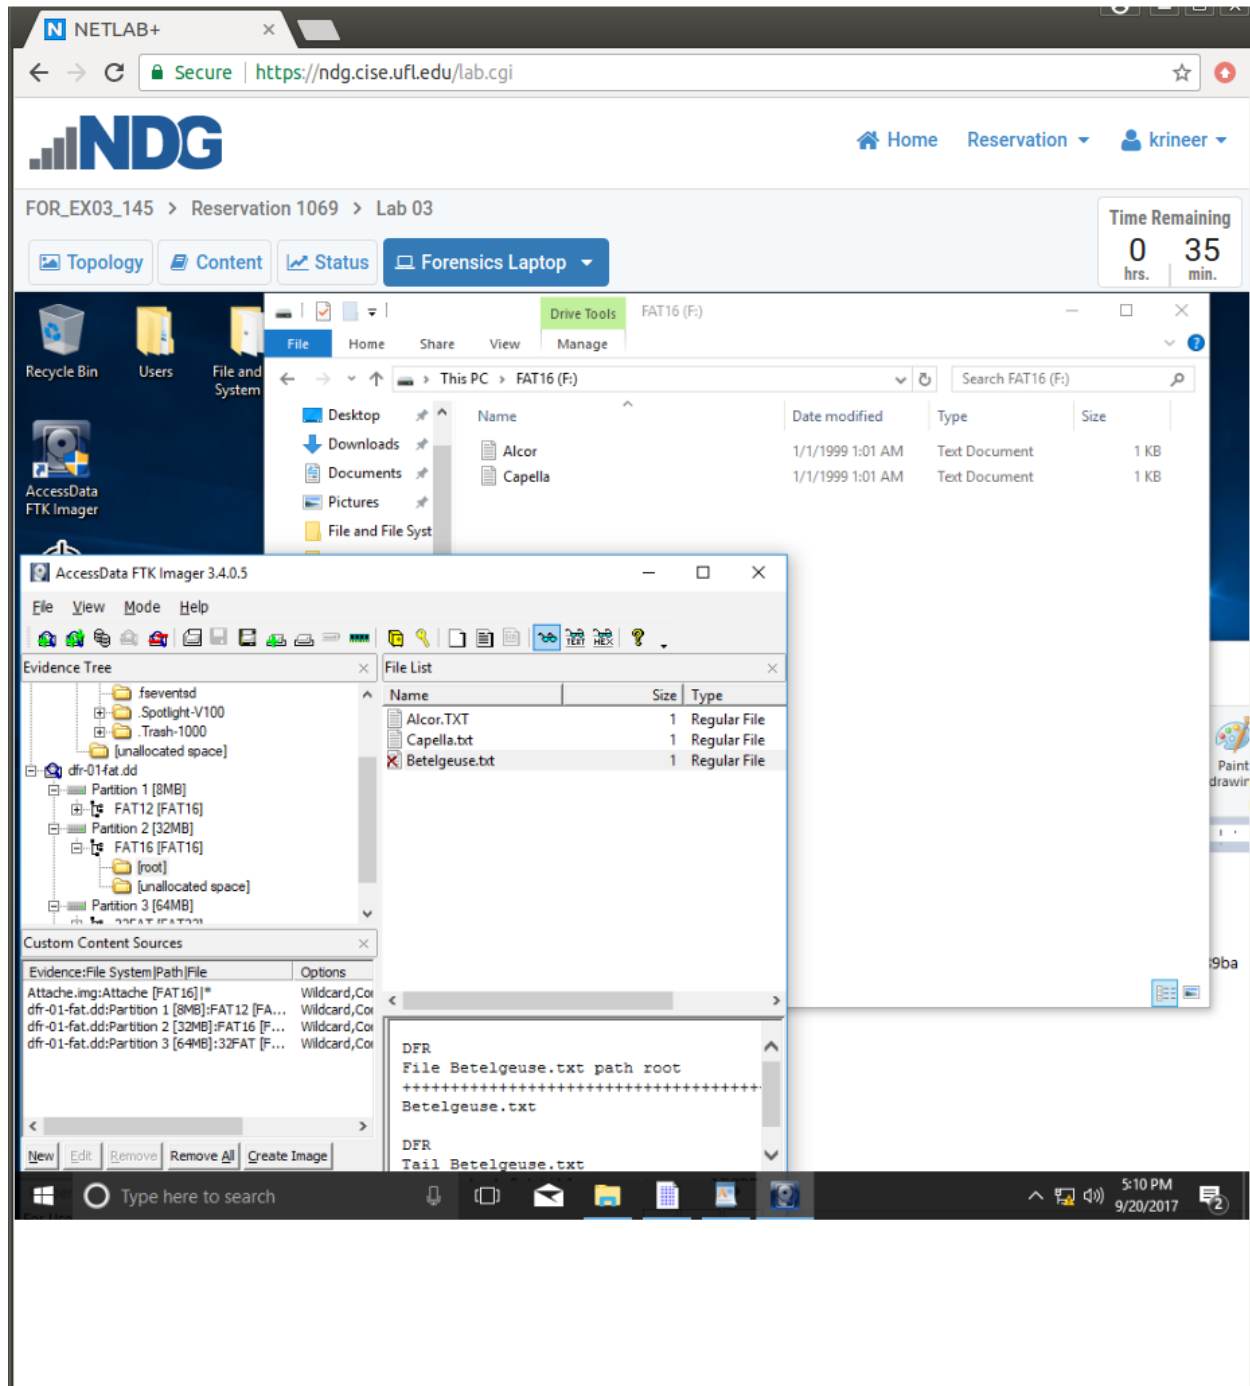 NETLAB+
Secure | https://ndg.cise.ufl.edu/lab.cgi
NDG
Home Reservation krineer
FOR_EX03_145 > Reservation 1069 > Lab 03
Time Remaining
0 35
hrs. min.
Topology Content Status Forensics Laptop
Drive Tools FAT16 (F:)
File Home Share View Manage
This PC > FAT16 (F:) Search FAT16 (F:)
Recycle Bin Users File and
System
Desktop Name Date modified Type Size
Downloads Alcor 1/1/1999 1:01 AM Text Document 1 KB
Documents Capella 1/1/1999 1:01 AM Text Document 1 KB
Pictures
File and File Syst
AccessData
FTK Imager
AccessData FTK Imager 3.4.0.5
File View Mode Help
TEXT HEX
Evidence Tree
.fseventsd
.Spotlight-V100
.Trash-1000
[unallocated space]
dfr-01-fat.dd
Partition 1 [8MB]
FAT12 [FAT16]
Partition 2 [32MB]
FAT16 [FAT16]
[root]
[unallocated space]
Partition 3 [64MB]
32FAT [FAT32]
File List
Name Size Type
Alcor.TXT 1 Regular File
Capella.txt 1 Regular File
Betelgeuse.txt 1 Regular File
Custom Content Sources
Evidence:File System|Path|File Options
Attache.img:Attache [FAT16]|* Wildcard,Co
dfr-01-fat.dd:Partition 1 [8MB]:FAT12 [FA... Wildcard,Co
dfr-01-fat.dd:Partition 2 [32MB]:FAT16 [F... Wildcard,Co
dfr-01-fat.dd:Partition 3 [64MB]:32FAT [F... Wildcard,Co
New Edit Remove Remove All Create Image
DFR
File Betelgeuse.txt path root
+++++++++++++++++++++++++++++++++++++
Betelgeuse.txt
DFR
Tail Betelgeuse.txt
Paint
drawin
9ba
Type here to search
5:10 PM
9/20/2017
2